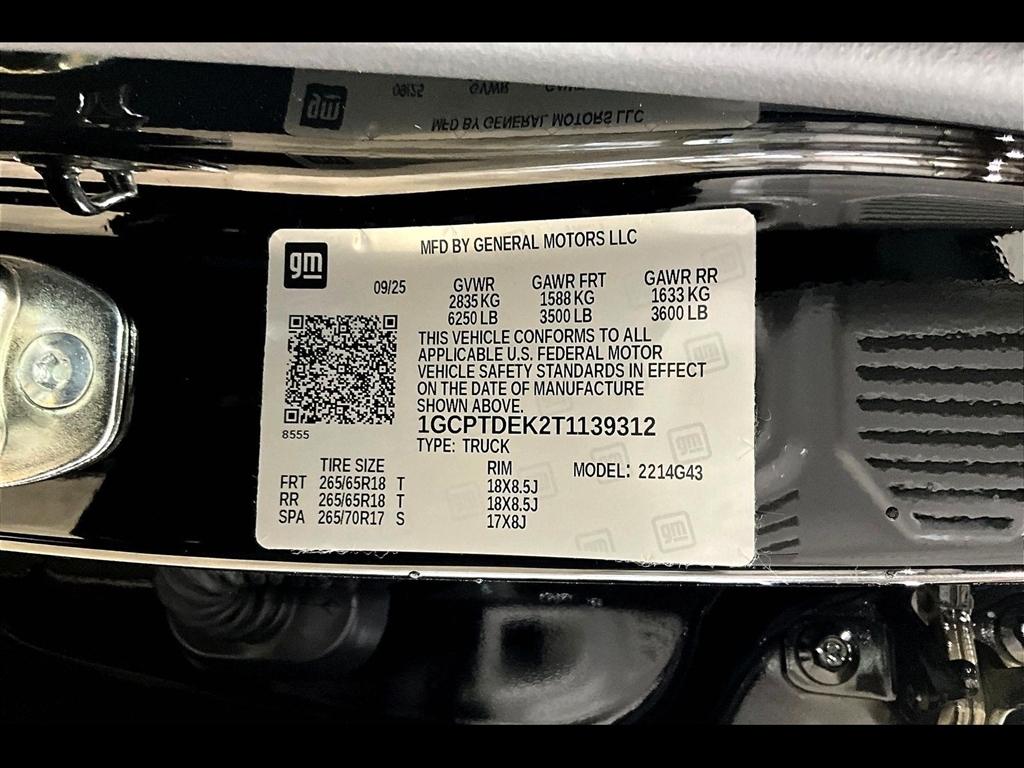 MFD BY GENERAL MOTORS LLC
gm
09/25 GVWR GAWR FRT GAWR RR
2835 KG 1588 KG 1633 KG
6250 LB 3500 LB 3600 LB
THIS VEHICLE CONFORMS TO ALL
APPLICABLE U.S. FEDERAL MOTOR
VEHICLE SAFETY STANDARDS IN EFFECT
ON THE DATE OF MANUFACTURE
SHOWN ABOVE.
8555
1GCPTDEK2T1139312
TYPE: TRUCK
TIRE SIZE RIM MODEL: 2214G43
FRT 265/65R18 T 18X8.5J
RR 265/65R18 T 18X8.5J
SPA 265/70R17 S 17X8J